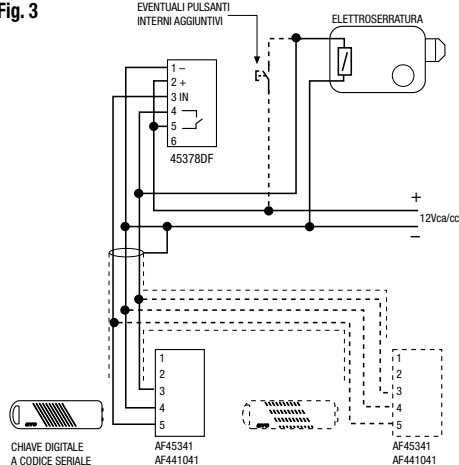 Fig. 3
EVENTUALI PULSANTI
INTERNI AGGIUNTIVI
ELETTROSERRATURA
1 –
2 +
3 IN
4
5
6
45378DF
+
12Vca/cc
–
1
2
3
4
5
1
2
3
4
5
CHIAVE DIGITALE
A CODICE SERIALE
AF45341
AF441041
AF45341
AF441041